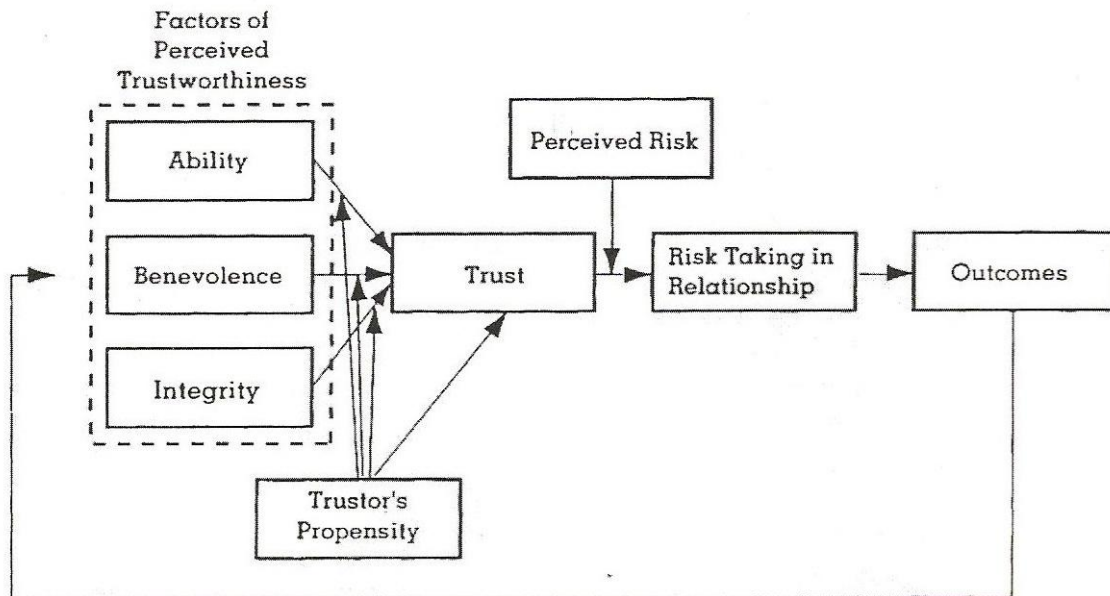 Factors of
Perceived
Trustworthiness
Ability
Benevolence
Integrity
Trustor's
Propensity
Trust
Perceived Risk
Risk Taking in
Relationship
Outcomes